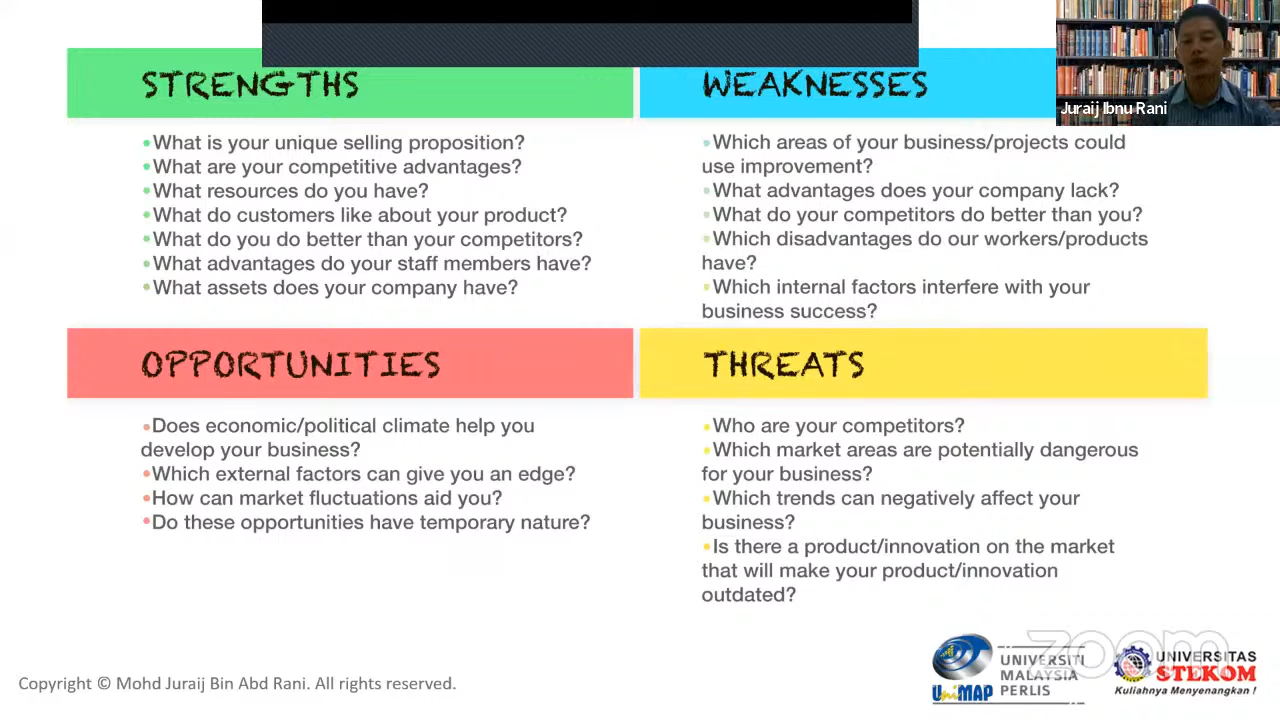 STRENGTHS
•What is your unique selling proposition?
•What are your competitive advantages?
•What resources do you have?
•What do customers like about your product?
•What do you do better than your competitors?
•What advantages do your staff members have?
•What assets does your company have?
WEAKNESSES
•Which areas of your business/projects could
use improvement?
•What advantages does your company lack?
•What do your competitors do better than you?
•Which disadvantages do our workers/products
have?
•Which internal factors interfere with your
business success?
Juraij Ibnu Rani
OPPORTUNITIES
•Does economic/political climate help you
develop your business?
•Which external factors can give you an edge?
•How can market fluctuations aid you?
•Do these opportunities have temporary nature?
THREATS
•Who are your competitors?
•Which market areas are potentially dangerous
for your business?
•Which trends can negatively affect your
business?
•Is there a product/innovation on the market
that will make your product/innovation
outdated?
Copyright © Mohd Juraij Bin Abd Rani. All rights reserved.
UniMAP
UNIVERSITI
MALAYSIA
PERLIS
zoom
UNIVERSITAS
STEKOM
Kuliahnya Menyenangkan !